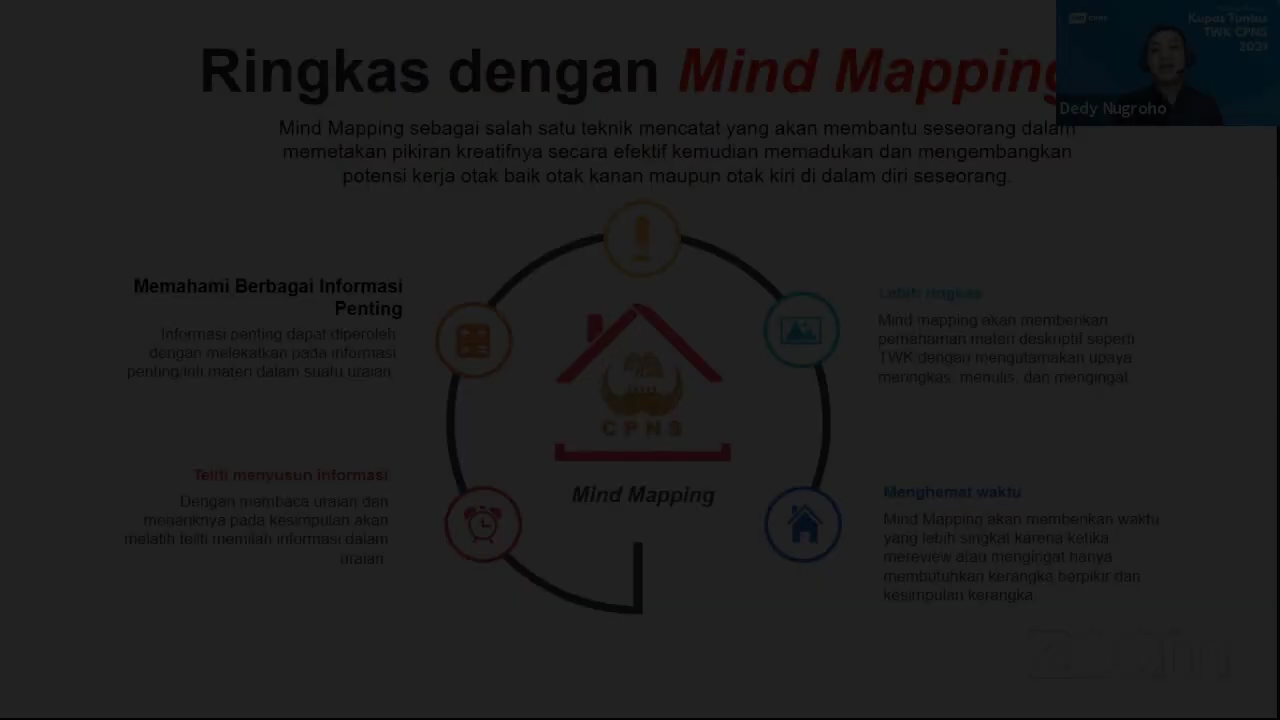 Kupas Tuntas
TWK CPNS
Dedy Nugroho
Ringkas dengan Mind Mapping
Mind Mapping sebagai salah satu teknik mencatat yang akan membantu seseorang dalam
memetakan pikiran kreatifnya secara efektif kemudian memadukan dan mengembangkan
potensi kerja otak baik otak kanan maupun otak kiri di dalam diri seseorang.
Memahami Berbagai Informasi
Penting
Informasi penting dapat diperoleh
dengan melekatkan pada informasi
penting/inti materi dalam suatu uraian.
Lebih ringkas
Mind mapping akan memberikan
pemahaman materi deskriptif seperti
TWK dengan mengutamakan upaya
meringkas, menulis, dan mengingat.
CPNS
Mind Mapping
Teliti menyusun informasi
Dengan membaca uraian dan
menariknya pada kesimpulan akan
melatih teliti memilah informasi dalam
uraian.
Menghemat waktu
Mind Mapping akan memberikan waktu
yang lebih singkat karena ketika
mereview atau mengingat hanya
membutuhkan kerangka berpikir dan
kesimpulan kerangka.
zoom